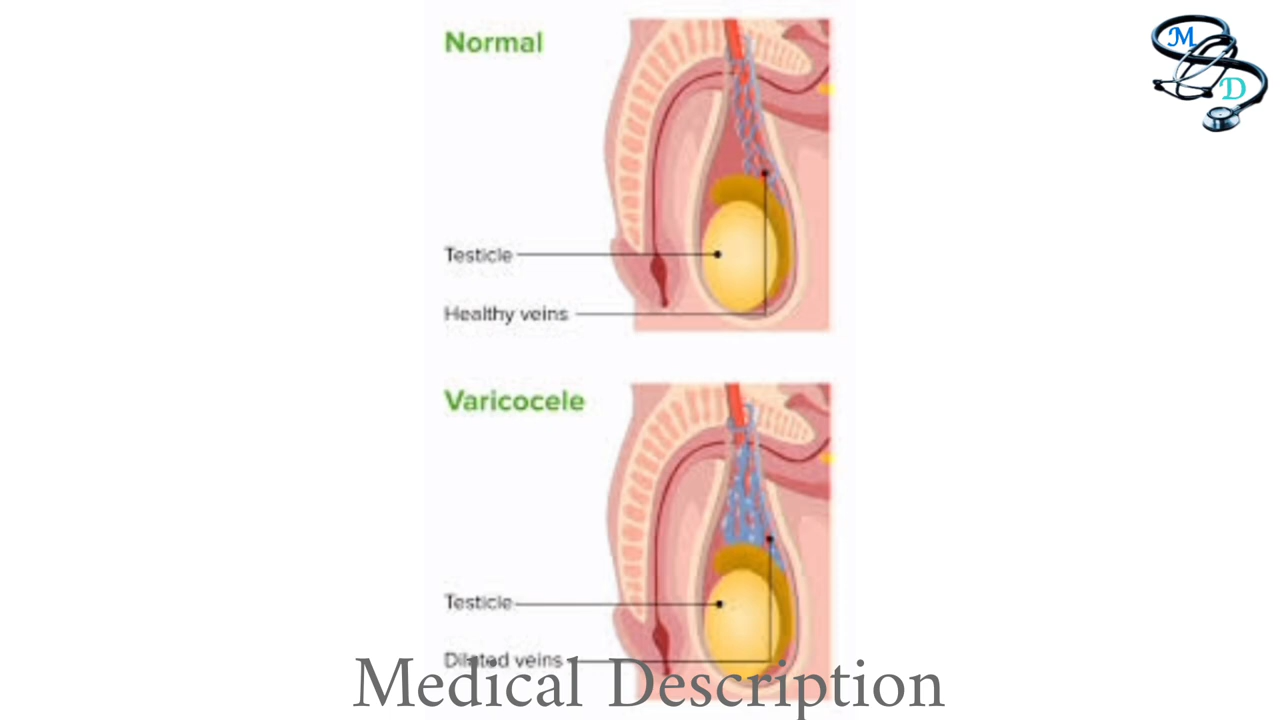 Normal
M
D
Testicle
Healthy veins
Varicocele
Testicle
Dilated veins
Medical Description